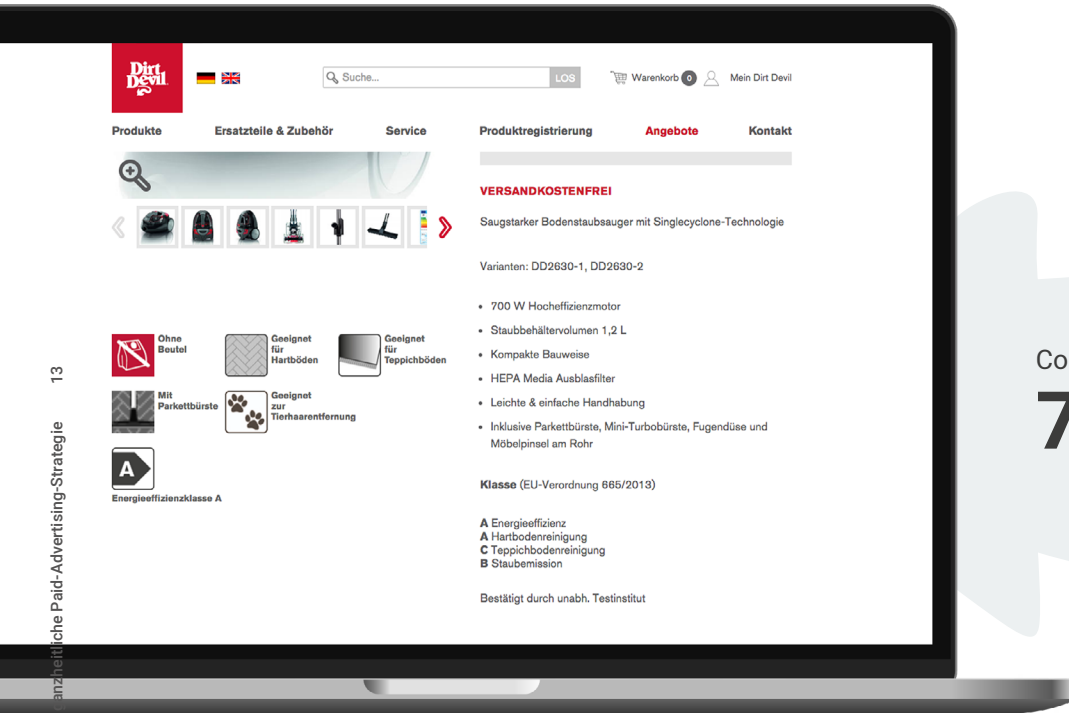 Dirt
Devil
Suche...
LOS
Warenkorb 0
Mein Dirt Devil
Produkte
Ersatzteile & Zubehör
Service
Produktregistrierung
Angebote
Kontakt
VERSANDKOSTENFREI
Saugstarker Bodenstaubsauger mit Singlecyclone-Technologie
Varianten: DD2630-1, DD2630-2
• 700 W Hocheffizienzmotor
• Staubbehältervolumen 1,2 L
• Kompakte Bauweise
• HEPA Media Ausblasfilter
• Leichte & einfache Handhabung
• Inklusive Parkettbürste, Mini-Turbobürste, Fugendüse und
Möbelpinsel am Rohr
Klasse (EU-Verordnung 665/2013)
A Energieeffizienz
A Hartbodenreinigung
C Teppichbodenreinigung
B Staubemission
Bestätigt durch unabh. Testinstitut
Ohne
Beutel
Geeignet
für
Hartböden
Geeignet
für
Teppichböden
Mit
Parkettbürste
Geeignet
zur
Tierhaarentfernung
A
Energieeffizienzklasse A
ganzheitliche Paid-Advertising-Strategie 13
Co
7